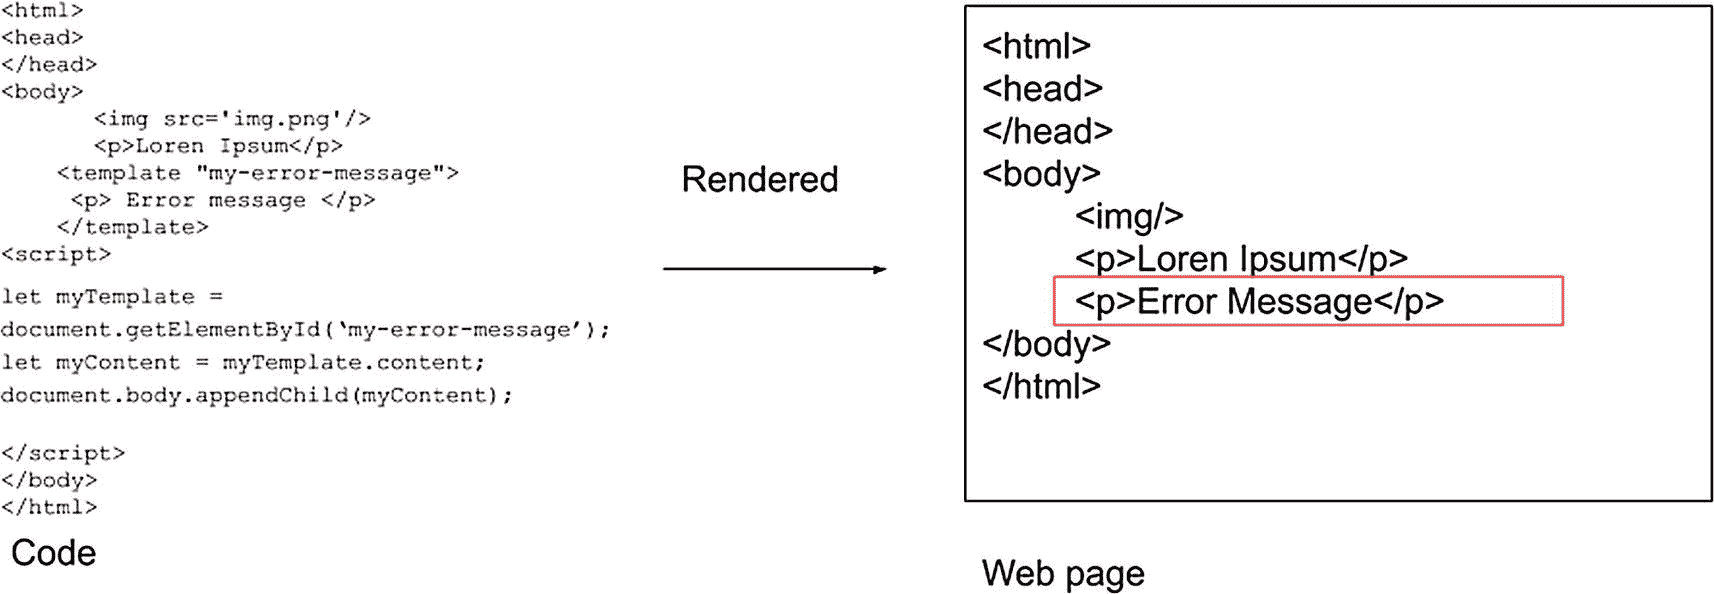 <html>
<head>
</head>
<body>
<img src='img.png'/>
<p>Loren Ipsum</p>
<template "my-error-message">
<p> Error message </p>
</template>
<script>
let myTemplate =
document.getElementById(‘my-error-message’);
let myContent = myTemplate.content;
document.body.appendChild(myContent);
</script>
</body>
</html>
Code
Rendered
<html>
<head>
</head>
<body>
<img/>
<p>Loren Ipsum</p>
<p>Error Message</p>
</body>
</html>
Web page